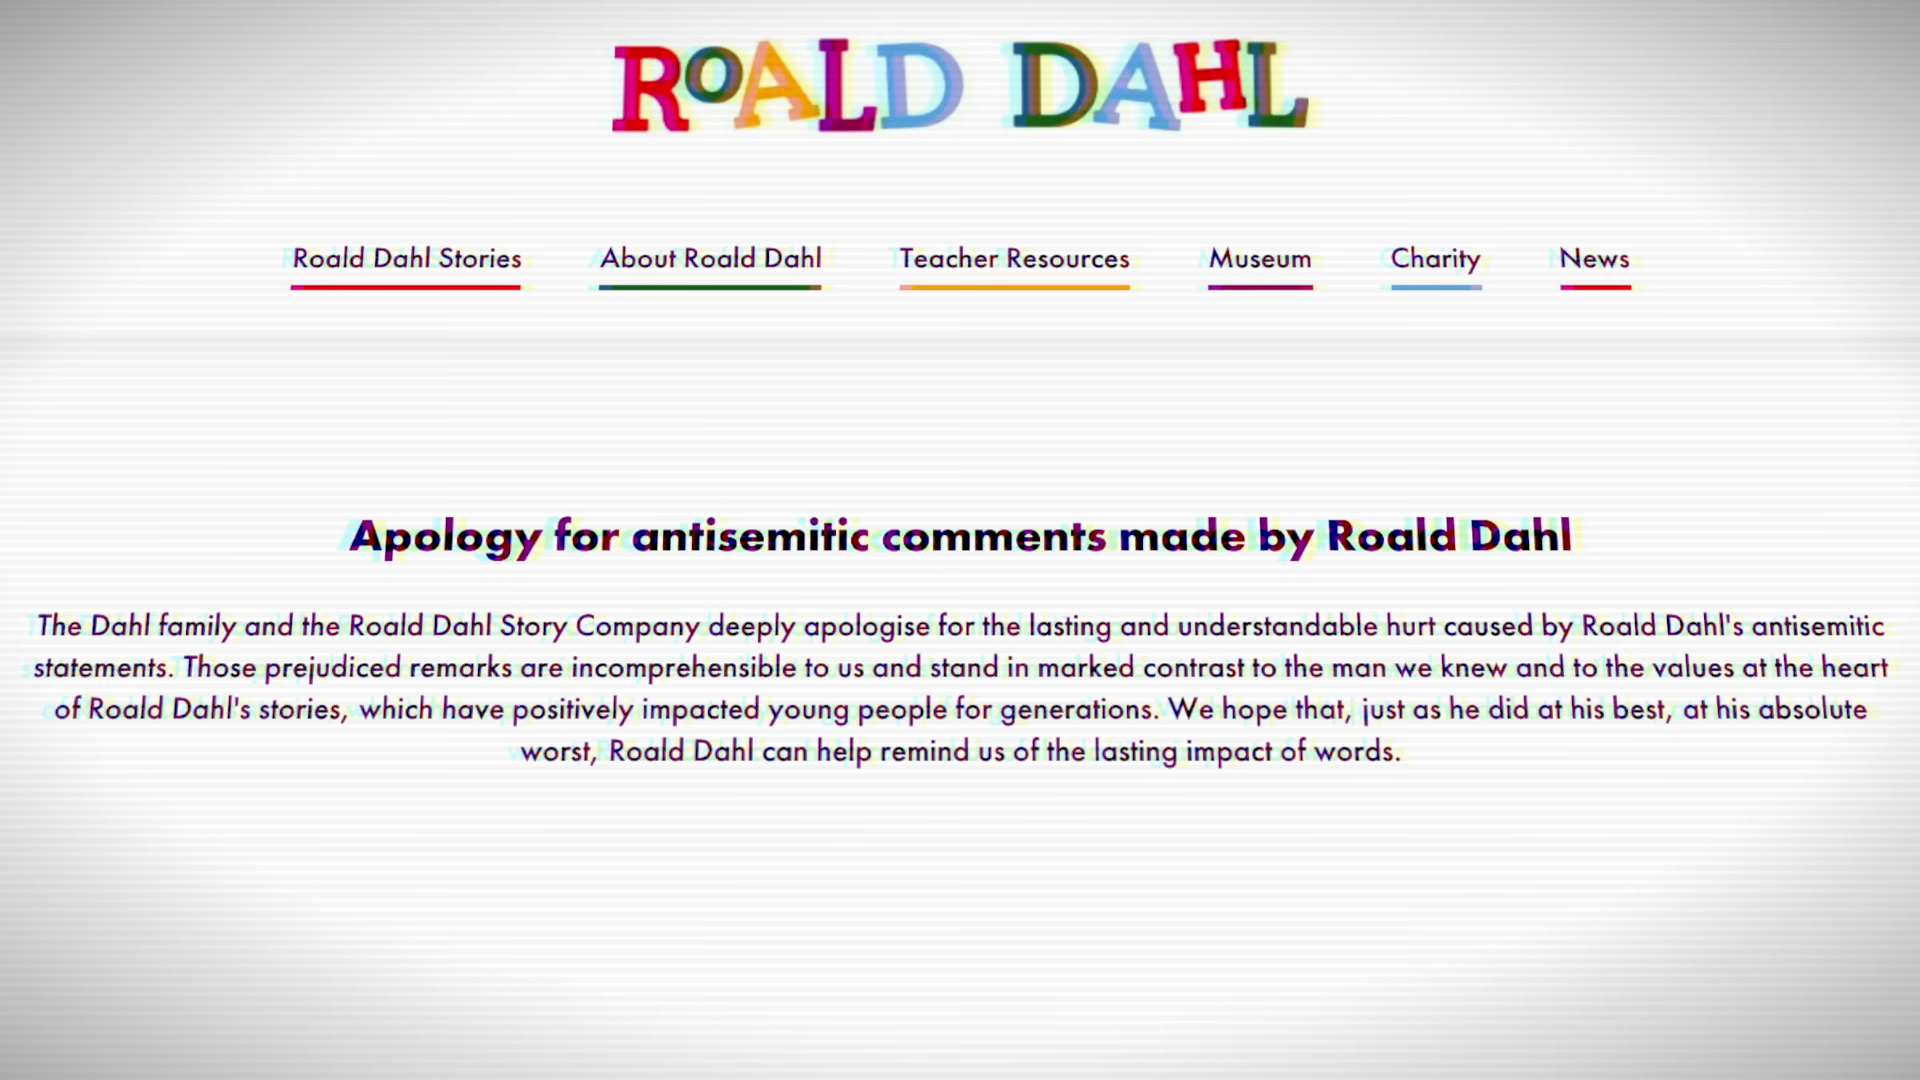 ROALD DAHL
Roald Dahl Stories About Roald Dahl Teacher Resources Museum Charity News
Apology for antisemitic comments made by Roald Dahl
The Dahl family and the Roald Dahl Story Company deeply apologise for the lasting and understandable hurt caused by Roald Dahl's antisemitic
statements. Those prejudiced remarks are incomprehensible to us and stand in marked contrast to the man we knew and to the values at the heart
of Roald Dahl's stories, which have positively impacted young people for generations. We hope that, just as he did at his best, at his absolute
worst, Roald Dahl can help remind us of the lasting impact of words.